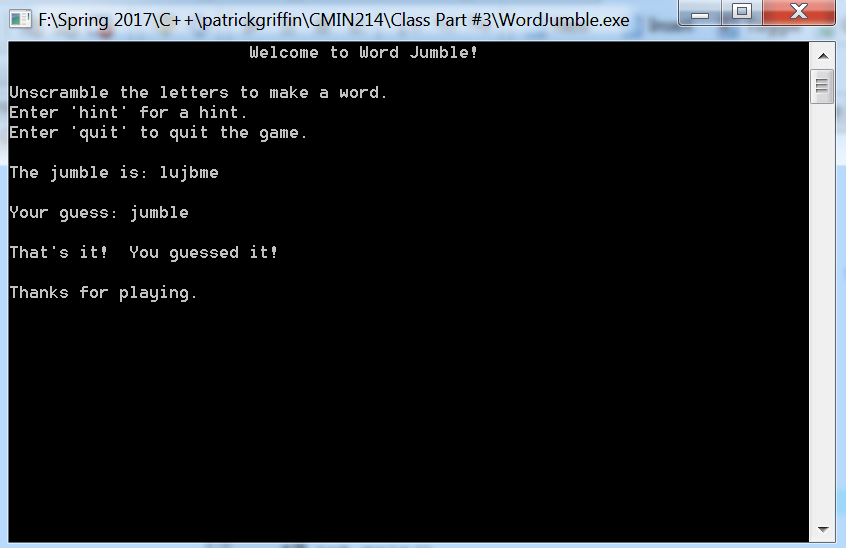 F:\Spring 2017\C++\patrickgriffin\CMIN214\Class Part #3\WordJumble.exe
Welcome to Word Jumble!
Unscramble the letters to make a word.
Enter 'hint' for a hint.
Enter 'quit' to quit the game.
The jumble is: lujbme
Your guess: jumble
That's it!  You guessed it!
Thanks for playing.